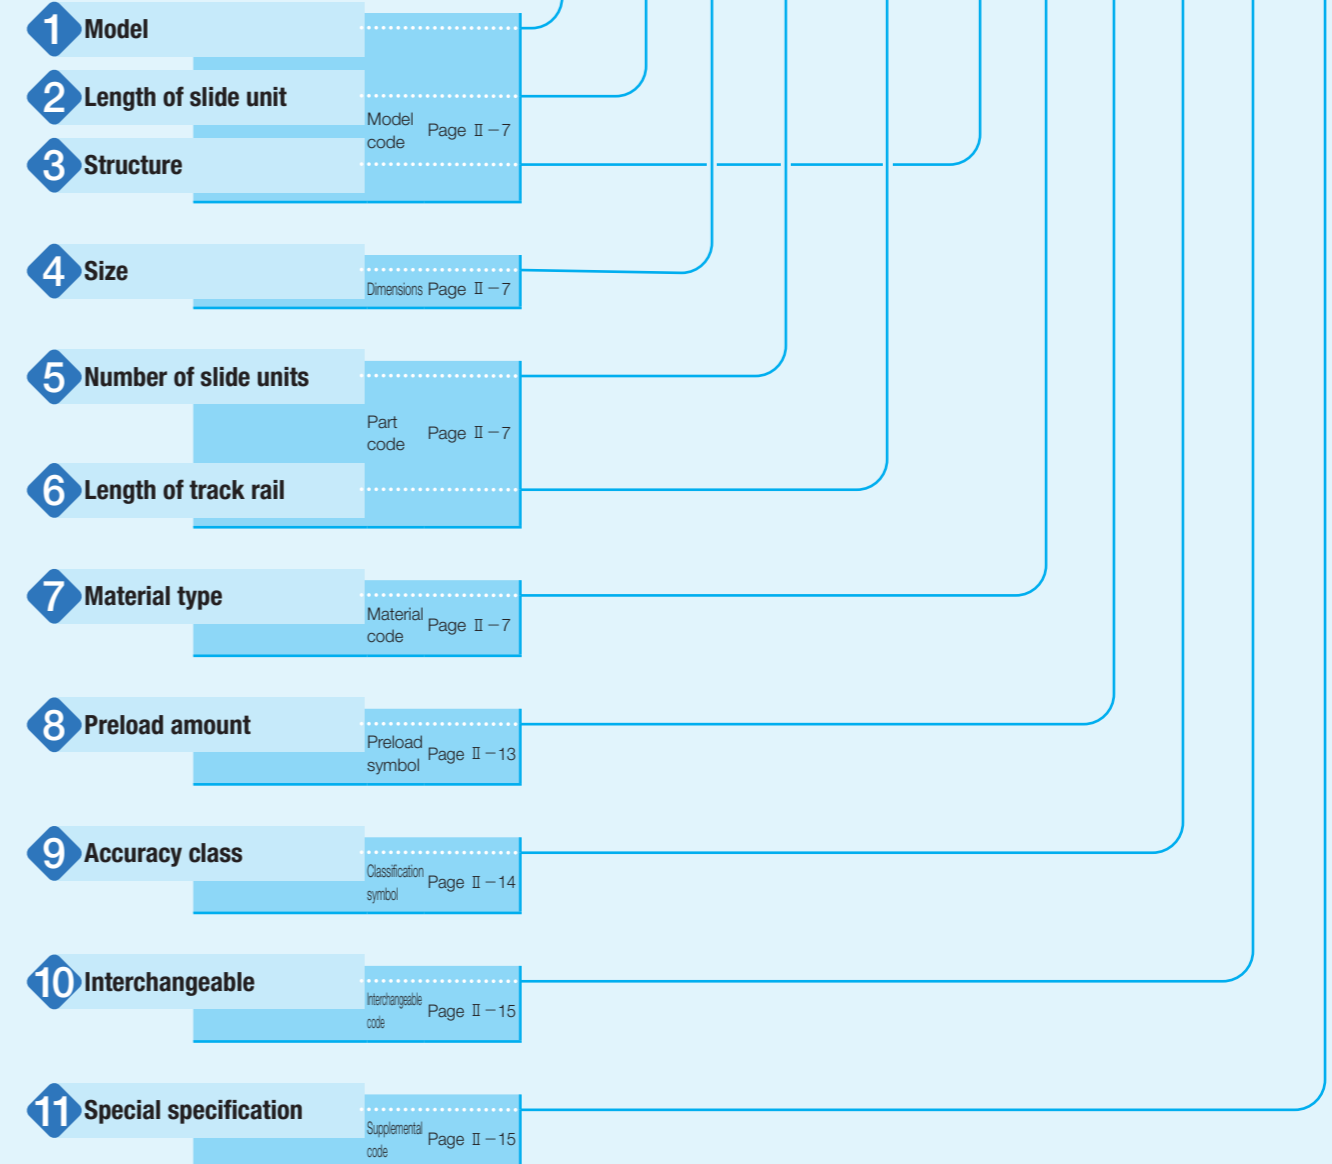 1 Model
2 Length of slide unit
Model
code
Page Ⅱ－7
3 Structure
4 Size
Dimensions Page Ⅱ－7
5 Number of slide units
Part
code
Page Ⅱ－7
6 Length of track rail
7 Material type
Material
code
Page Ⅱ－7
8 Preload amount
Preload
symbol
Page Ⅱ－13
9 Accuracy class
Classification
symbol
Page Ⅱ－14
10 Interchangeable
Interchangeable
code
Page Ⅱ－15
11 Special specification
Supplemental
code
Page Ⅱ－15